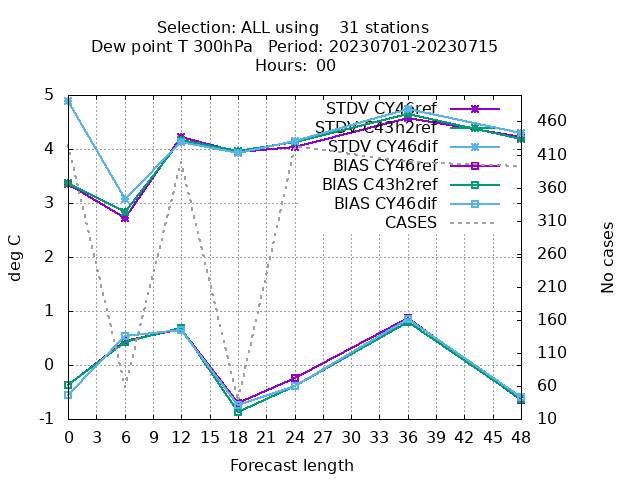 Selection: ALL using    31 stations
Dew point T 300hPa   Period: 20230701-20230715
Hours:  00
STDV CY46ref
STDV C43h2ref
STDV CY46dif
BIAS CY46ref
BIAS C43h2ref
BIAS CY46dif
CASES
5
4
3
2
1
0
-1
deg C
460
410
360
310
260
210
160
110
60
10
No cases
0 3 6 9 12 15 18 21 24 27 30 33 36 39 42 45 48
Forecast length